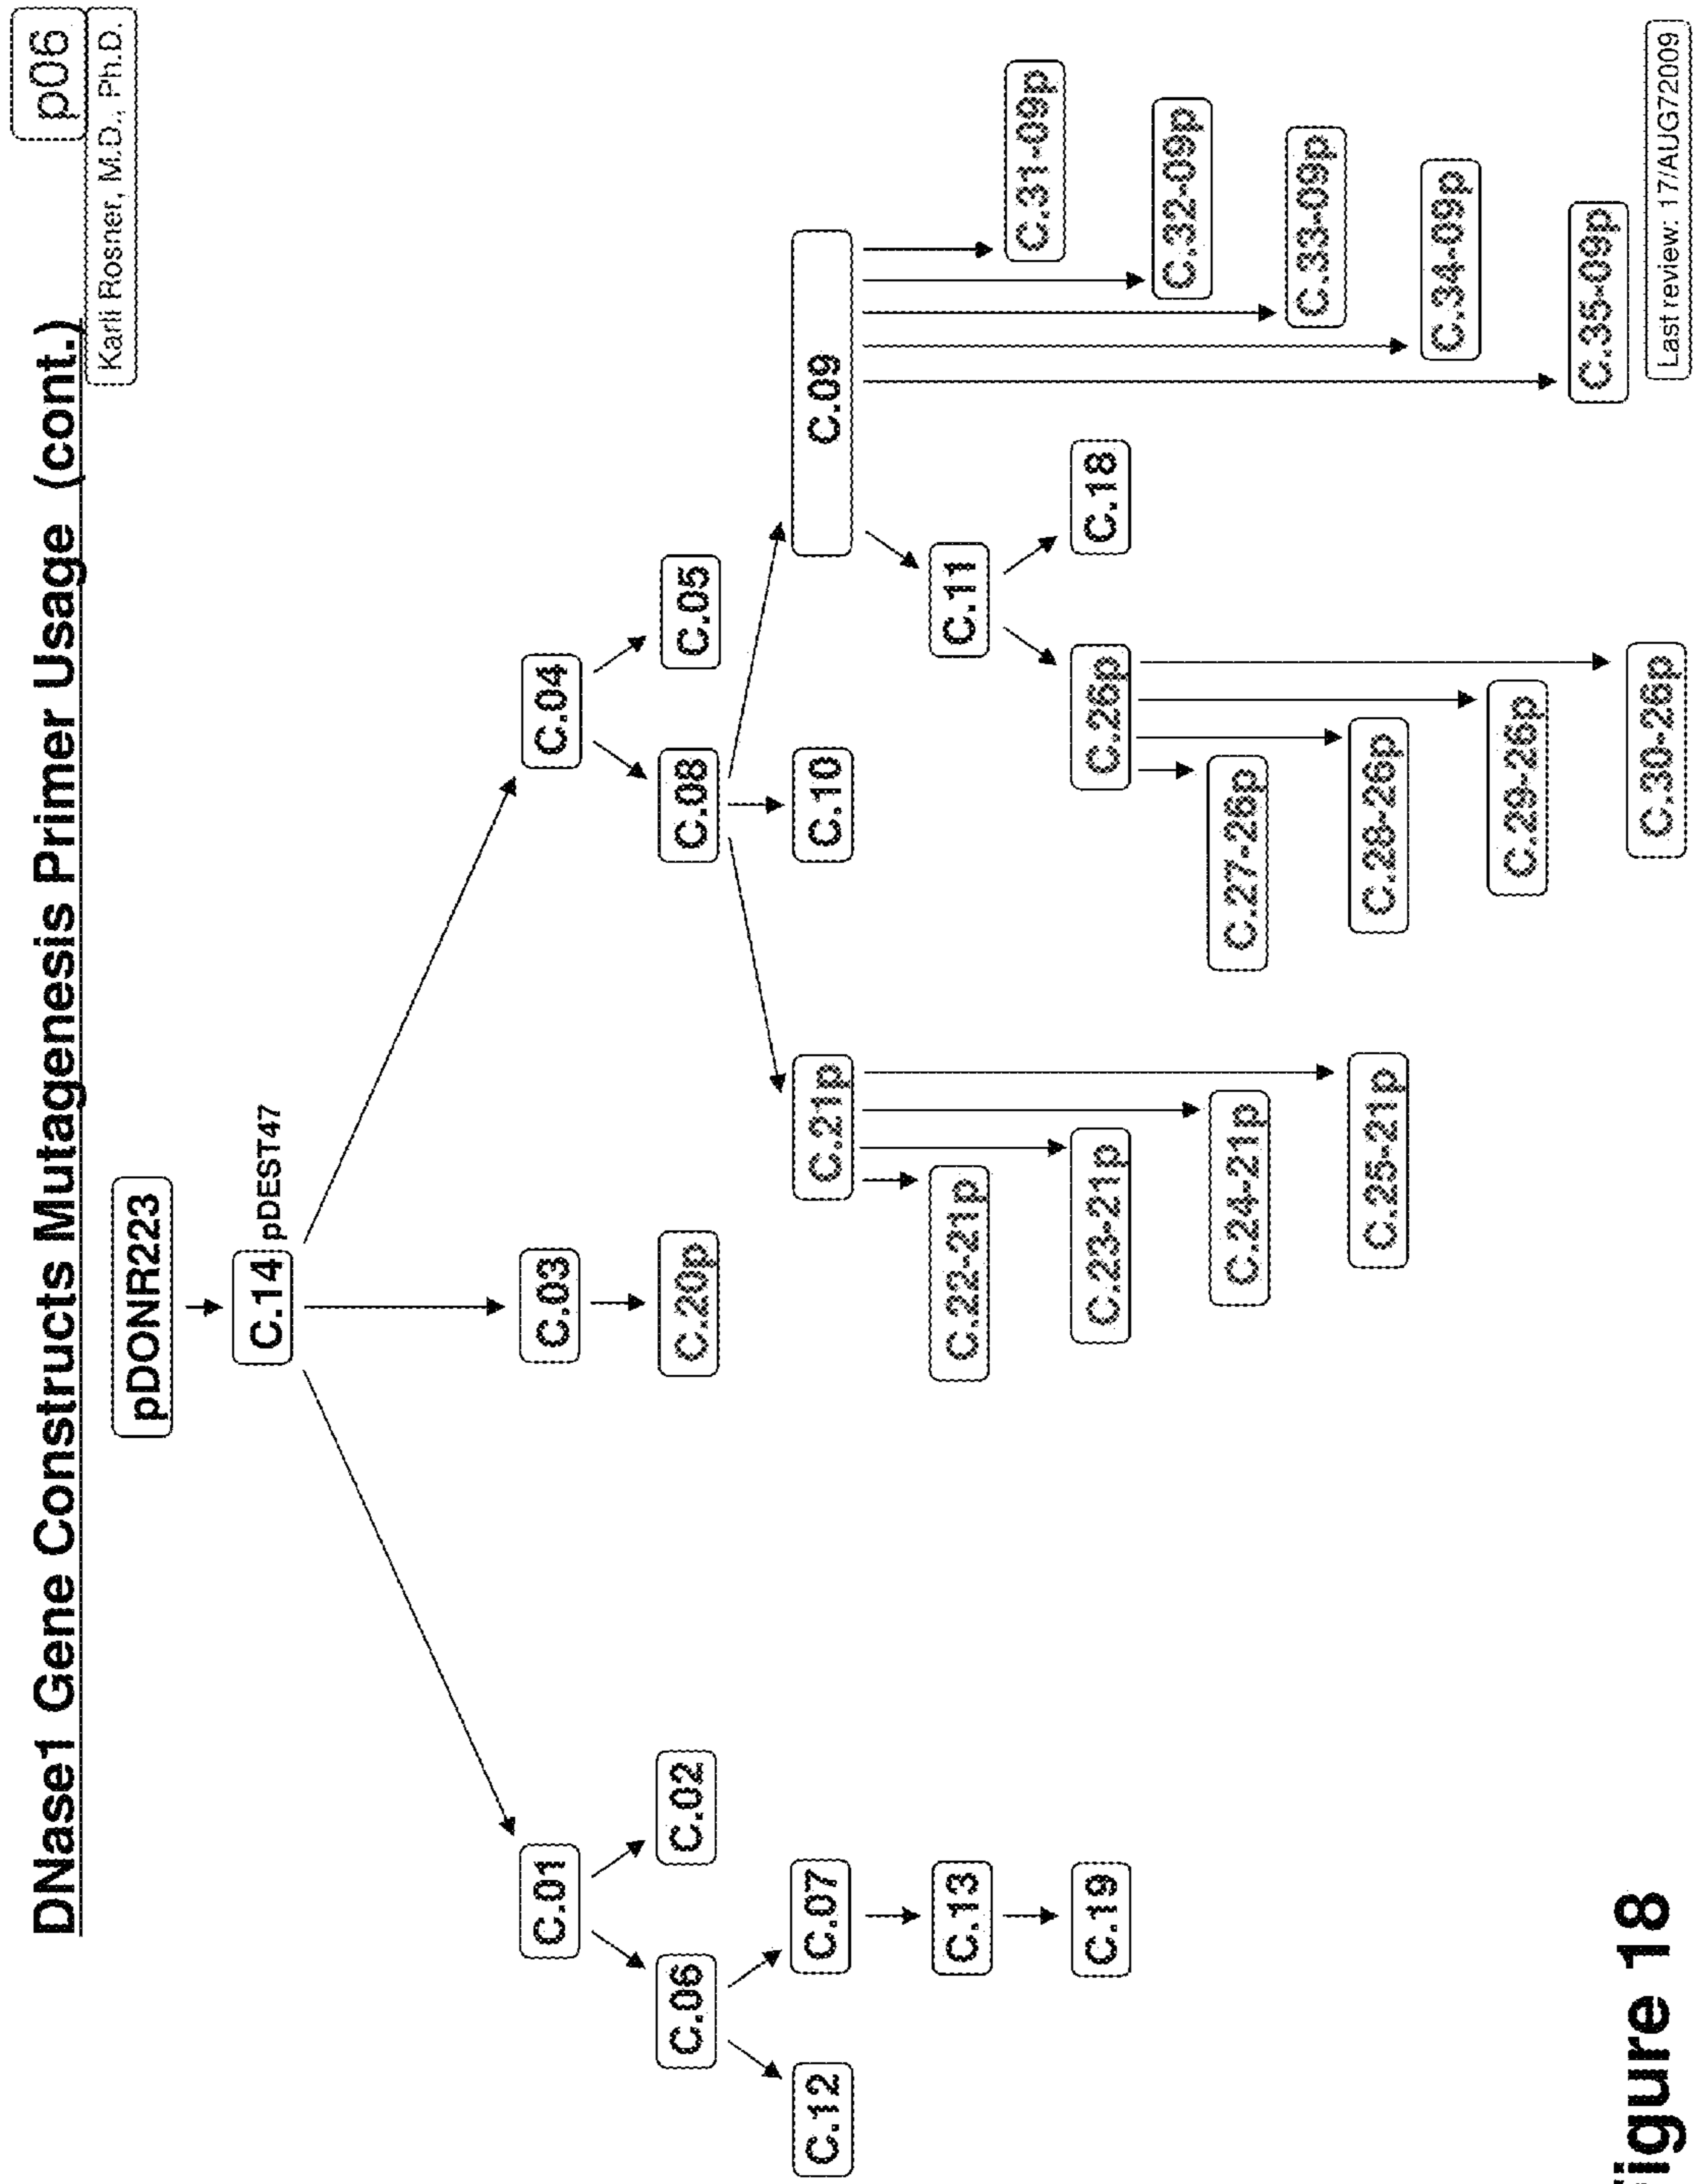 p06
DNase1 Gene Constructs Mutagenesis Primer Usage (cont.)
Karli Rosner, M.D., Ph.D.
pDONR223
C.14 pDEST47
C.01 C.03 C.04
C.06 C.02 C.20p C.08 C.05
C.12 C.07 C.21p C.10 C.09
C.13 C.22-21p C.11
C.31-09p
C.19 C.23-21p C.26p C.18
C.32-09p
C.24-21p C.27-26p
C.33-09p
C.25-21p C.28-26p
C.34-09p
C.29-26p
C.35-09p
C.30-26p
Last review: 17/AUG72009
igure 18